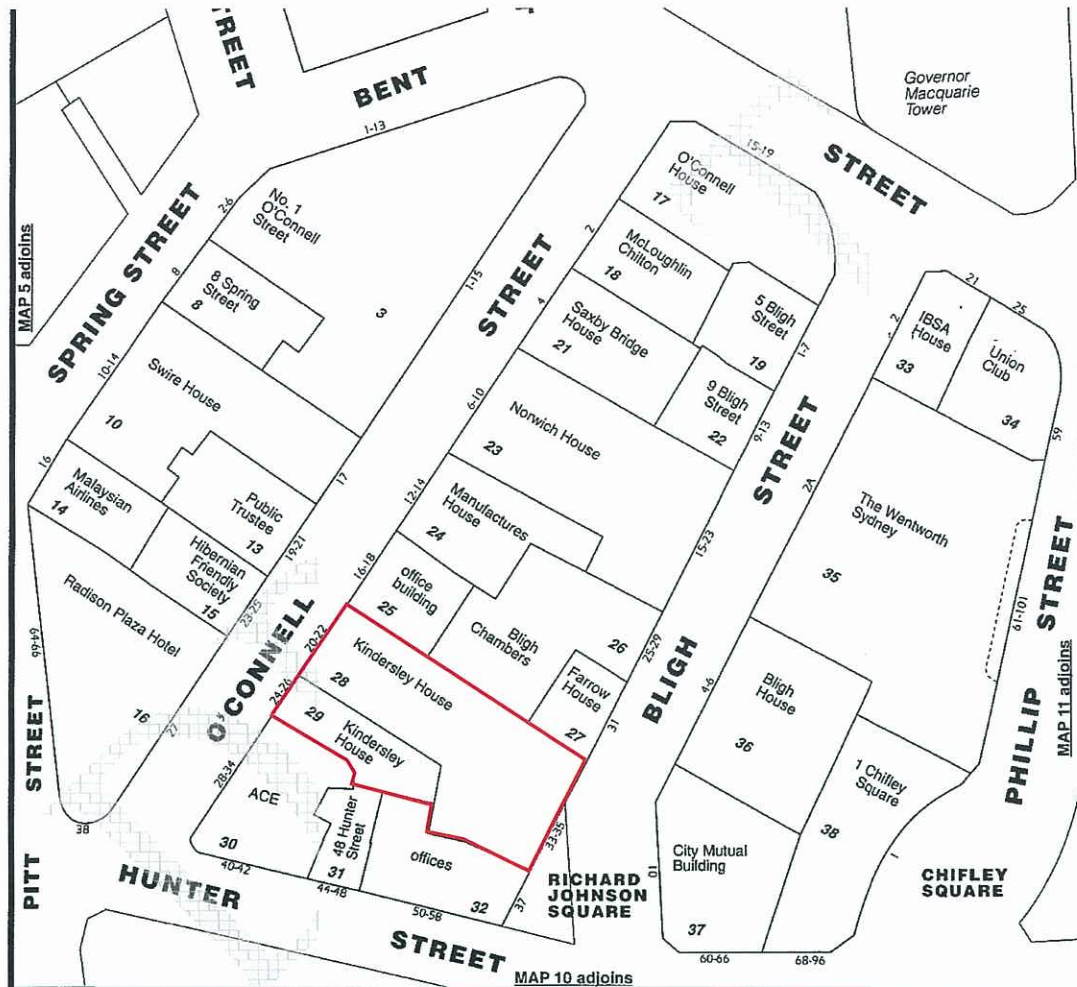 STREET
BENT
1-13
15-19
Governor
Macquarie
Tower
STREET
O'Connell
House
17
SPRING STREET
MAP 5 adjoins
2-6
No. 1
O'Connell
Street
3
1-15
8
8 Spring
Street
8
10-14
Swire House
10
16
Malaysian
Airlines
14
Public
Trustee
13
17
19-21
Hibernian
Friendly
Society
15
23-25
Radison Plaza Hotel
16
27
49-99
38
PITT STREET
O'CONNELL STREET
2
McLoughlin
Chilton
18
4
Saxby Bridge
House
21
5 Bligh
Street
19
1-7
9 Bligh
Street
22
9-13
6-10
Norwich House
23
12-14
Manufactures
House
24
15-23
16-18
office
building
25
Bligh
Chambers
26
25-29
Farrow
House
27
31
20-22
Kindersley House
28
24-26
29
Kindersley
House
33-35
28-34
ACE
30
40-42
48 Hunter
Street
31
44-48
offices
32
50-58
37
HUNTER STREET
MAP 10 adjoins
RICHARD
JOHNSON
SQUARE
BLIGH STREET
21
25
2
IBSA
House
33
Union
Club
34
59
2A
The Wentworth
Sydney
35
61-101
4-6
Bligh
House
36
1 Chifley
Square
38
1
10
City Mutual
Building
37
60-66
68-96
CHIFLEY
SQUARE
PHILLIP STREET
MAP 11 adjoins